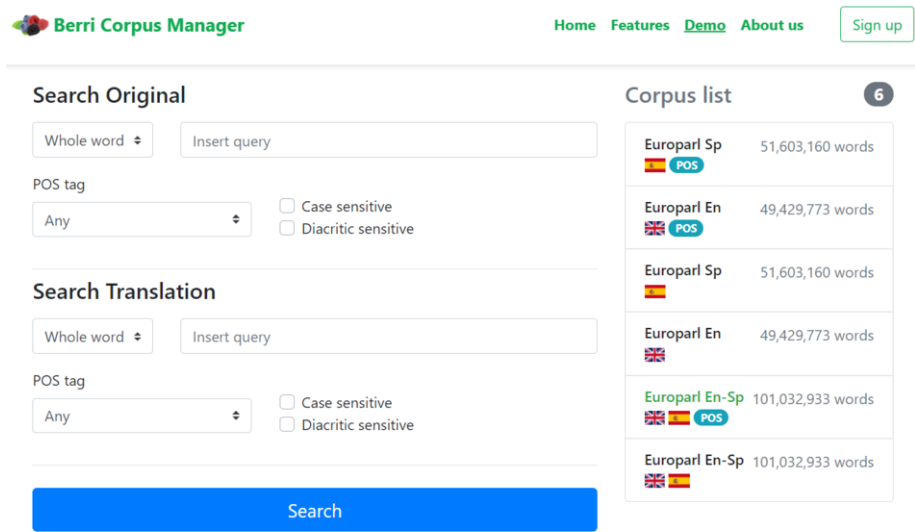 Berri Corpus Manager
Home Features Demo About us Sign up
Search Original
Whole word Insert query
POS tag
Any
Case sensitive
Diacritic sensitive
Search Translation
Whole word Insert query
POS tag
Any
Case sensitive
Diacritic sensitive
Search
Corpus list 6
Europarl Sp 51,603,160 words
POS
Europarl En 49,429,773 words
POS
Europarl Sp 51,603,160 words
Europarl En 49,429,773 words
Europarl En-Sp 101,032,933 words
POS
Europarl En-Sp 101,032,933 words